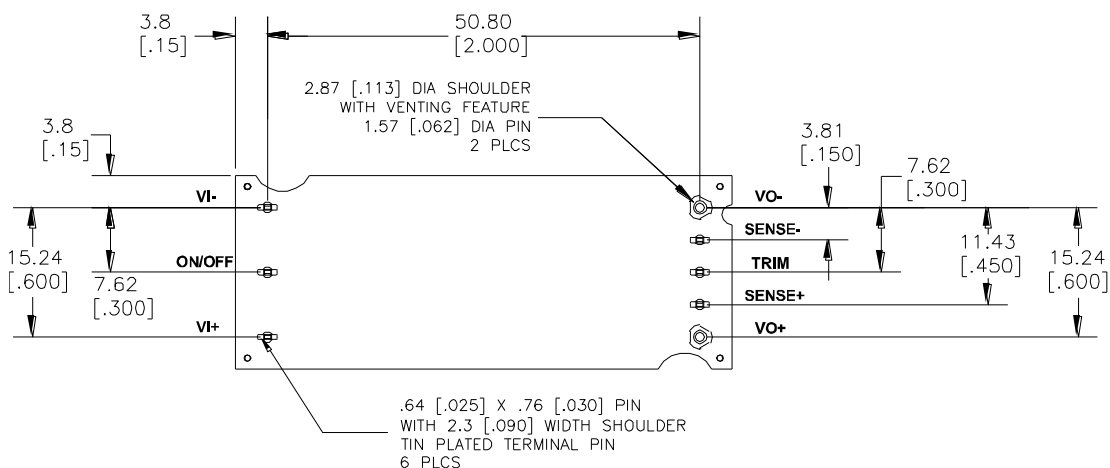 3.8
[.15]
50.80
[2.000]
2.87 [.113] DIA SHOULDER
WITH VENTING FEATURE
1.57 [.062] DIA PIN
2 PLCS
3.8
[.15]
3.81
[.150]
7.62
[.300]
VI-
VO-
SENSE-
15.24
[.600]
ON/OFF
7.62
[.300]
TRIM
11.43
[.450]
15.24
[.600]
SENSE+
VI+
VO+
.64 [.025] X .76 [.030] PIN
WITH 2.3 [.090] WIDTH SHOULDER
TIN PLATED TERMINAL PIN
6 PLCS